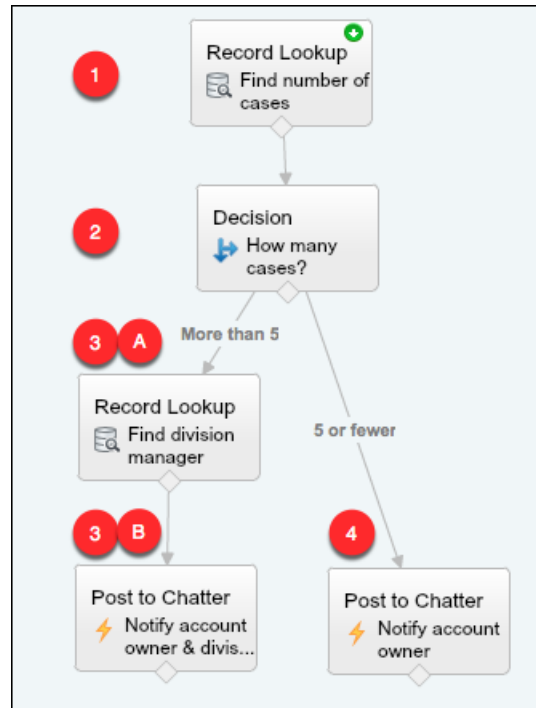 1
Record Lookup
Find number of
cases
2
Decision
How many
cases?
More than 5
5 or fewer
3 A
Record Lookup
Find division
manager
3 B
Post to Chatter
Notify account
owner & divis...
4
Post to Chatter
Notify account
owner